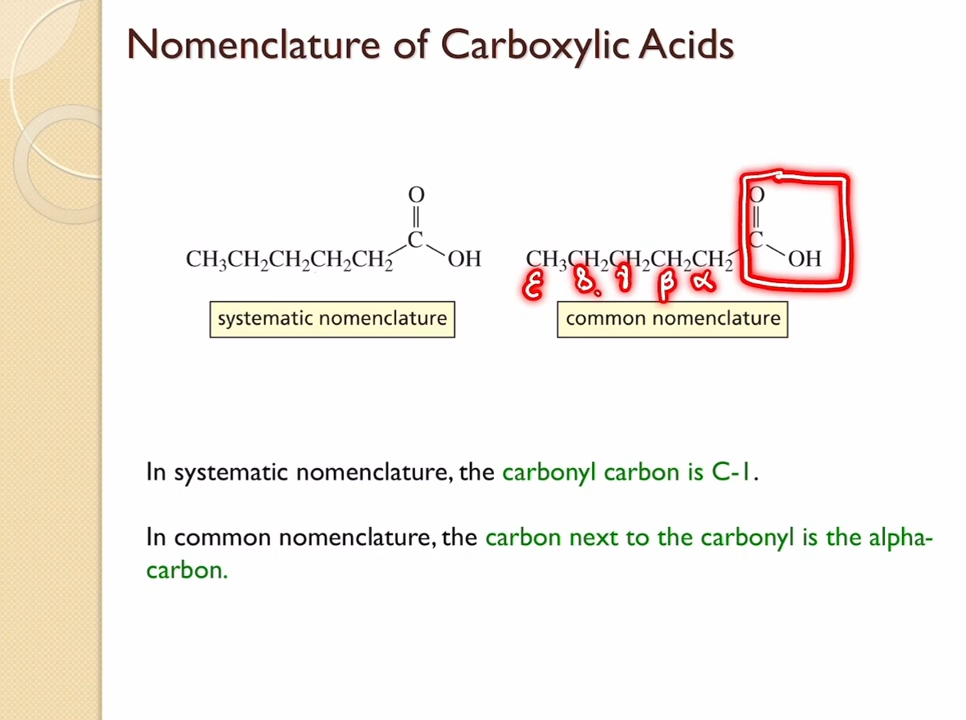 Nomenclature of Carboxylic Acids
O
||
C
CH₃CH₂CH₂CH₂CH₂ OH
systematic nomenclature
O
||
C
CH₃CH₂CH₂CH₂CH₂ OH
ε δ γ β α
common nomenclature
In systematic nomenclature, the carbonyl carbon is C-1.
In common nomenclature, the carbon next to the carbonyl is the alpha-
carbon.